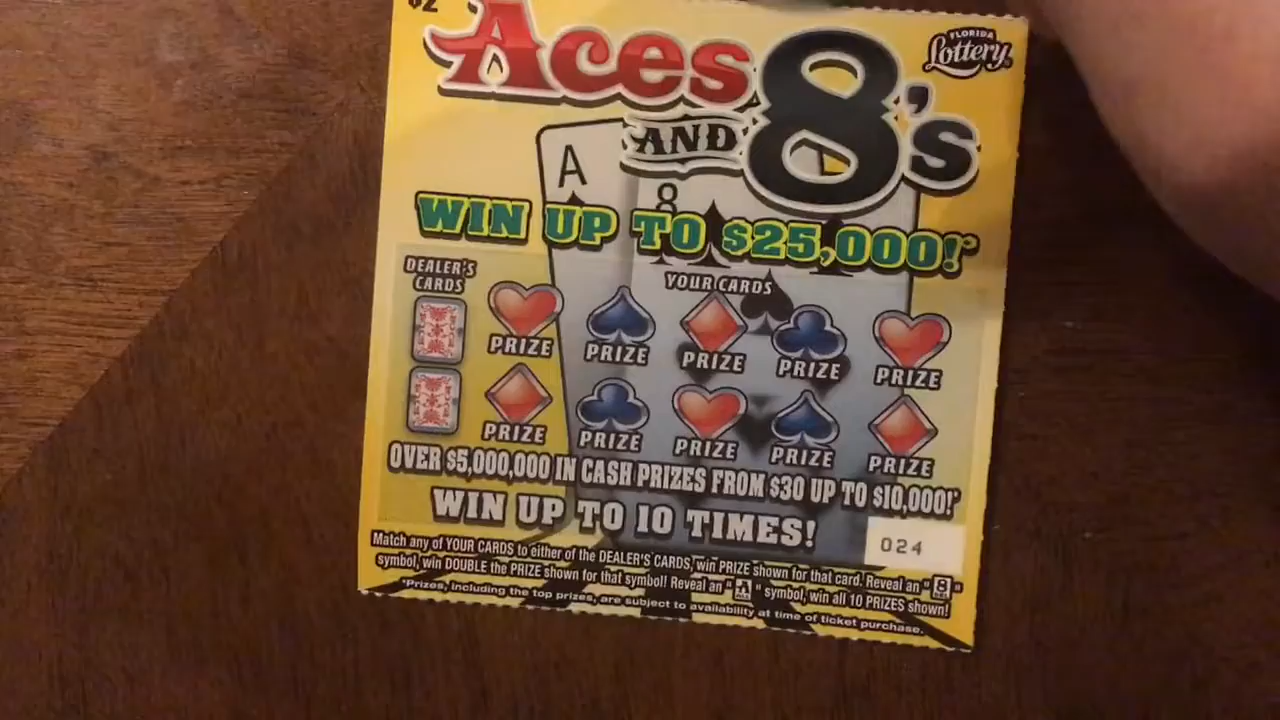 $2
Aces
AND
8's
FLORIDA
Lottery
A
8
WIN UP TO $25,000!*
DEALER'S
CARDS
YOUR CARDS
PRIZE PRIZE PRIZE PRIZE PRIZE
PRIZE PRIZE PRIZE PRIZE PRIZE
OVER $5,000,000 IN CASH PRIZES FROM $30 UP TO $10,000!*
WIN UP TO 10 TIMES!
024
Match any of YOUR CARDS to either of the DEALER'S CARDS, win PRIZE shown for that card. Reveal an "8"
symbol, win DOUBLE the PRIZE shown for that symbol! Reveal an "A" symbol, win all 10 PRIZES shown!
*Prizes, including the top prizes, are subject to availability at time of ticket purchase.